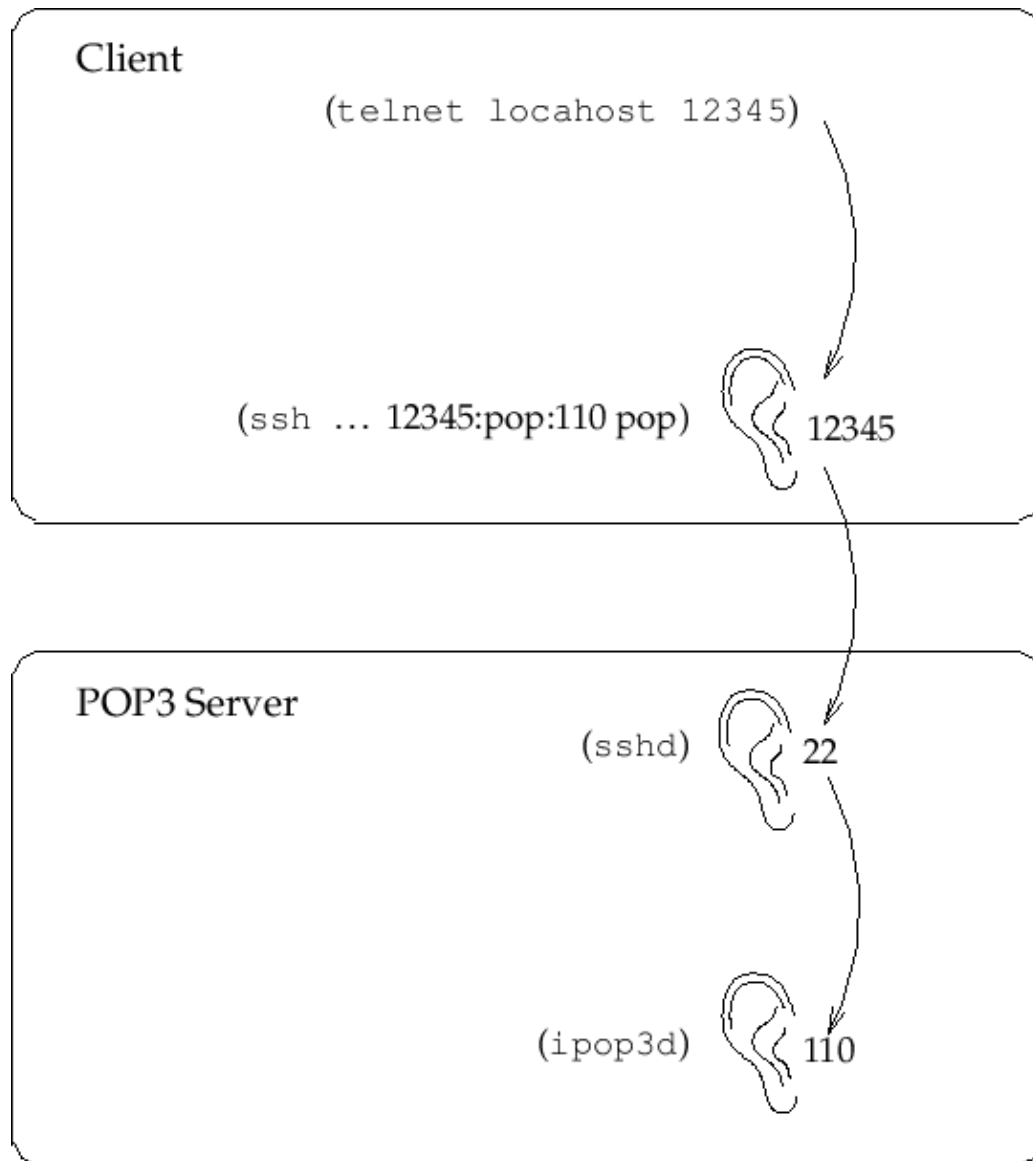 Client
(telnet locahost 12345)
(ssh ... 12345:pop:110 pop)
12345
POP3 Server
(sshd)
22
(ipop3d)
110